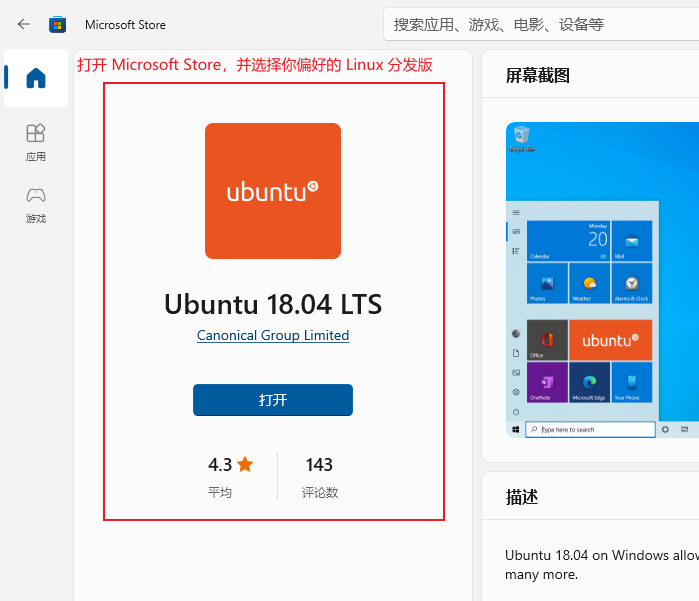 Microsoft Store
搜索应用、游戏、电影、设备等
打开 Microsoft Store，并选择你偏好的 Linux 分发版
应用
游戏
ubuntu
Ubuntu 18.04 LTS
Canonical Group Limited
打开
4.3
平均
143
评论数
屏幕截图
Recycle Bin
Monday
20
Calendar
Mail
Photos
Weather
Alarms & Clock
Office
ubuntu
OneNote
Microsoft Edge
Your Phone
Type here to search
描述
Ubuntu 18.04 on Windows allow
many more.